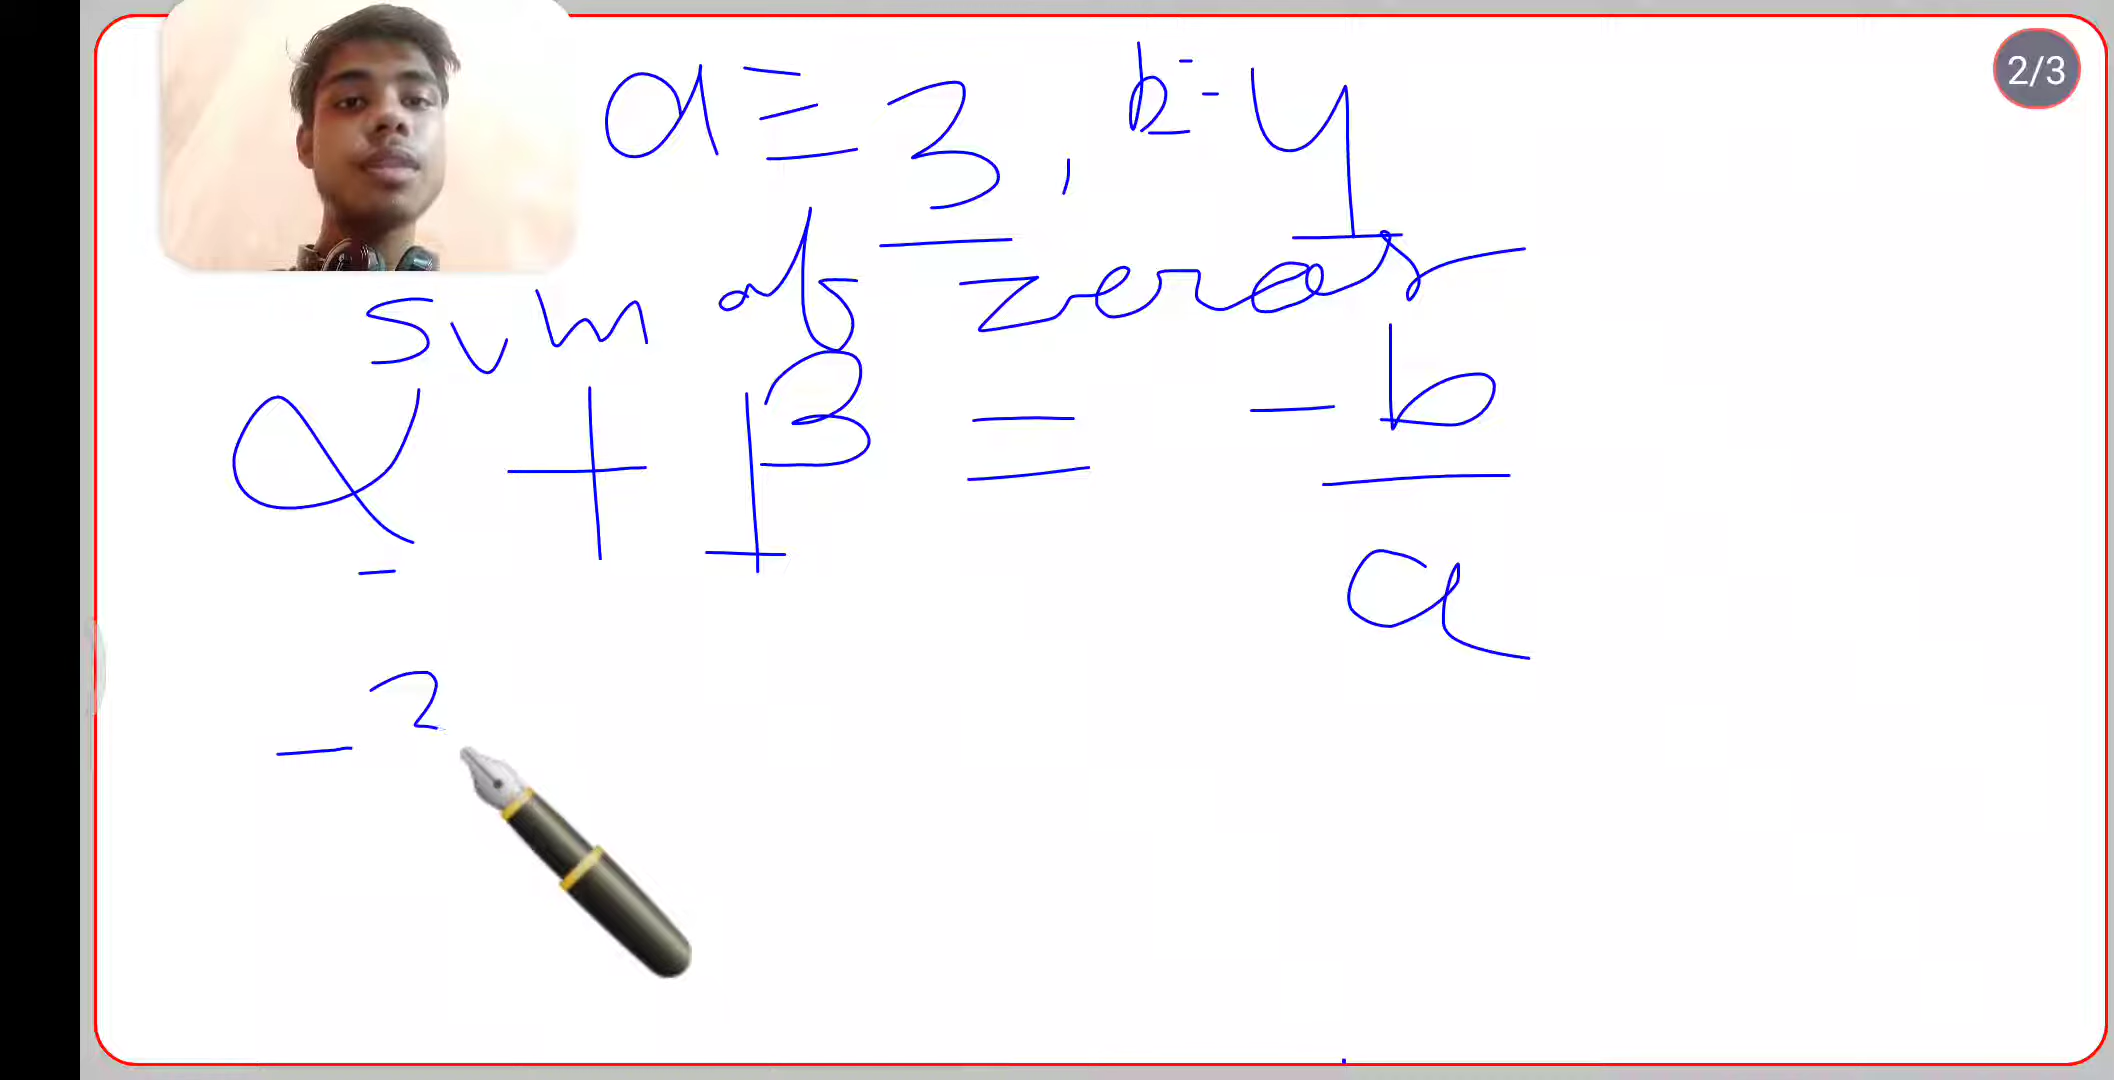 a = 3, b = 4
2/3
sum of zeros
α + β = -b/a
-2